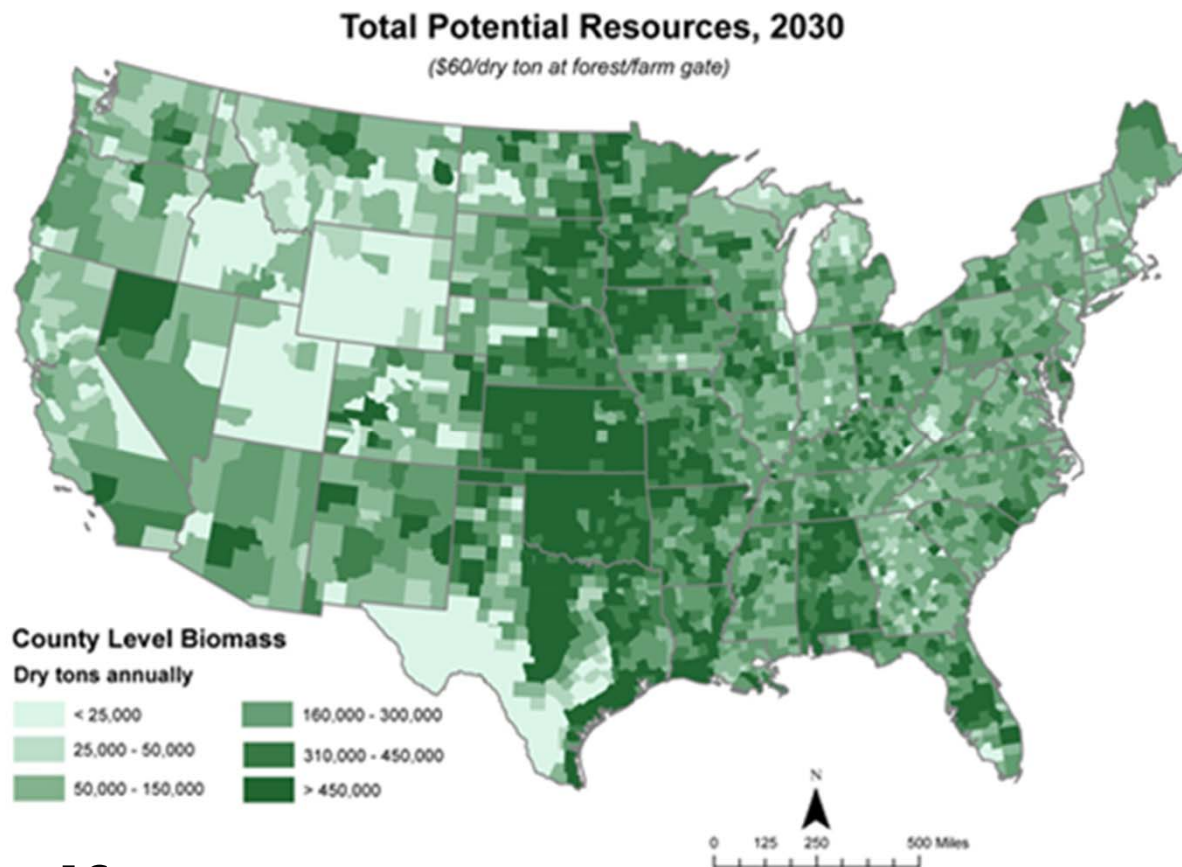 Total Potential Resources, 2030
($60/dry ton at forest/farm gate)
County Level Biomass
Dry tons annually
< 25,000
25,000 - 50,000
50,000 - 150,000
160,000 - 300,000
310,000 - 450,000
> 450,000
N
0 125 250 500 Miles